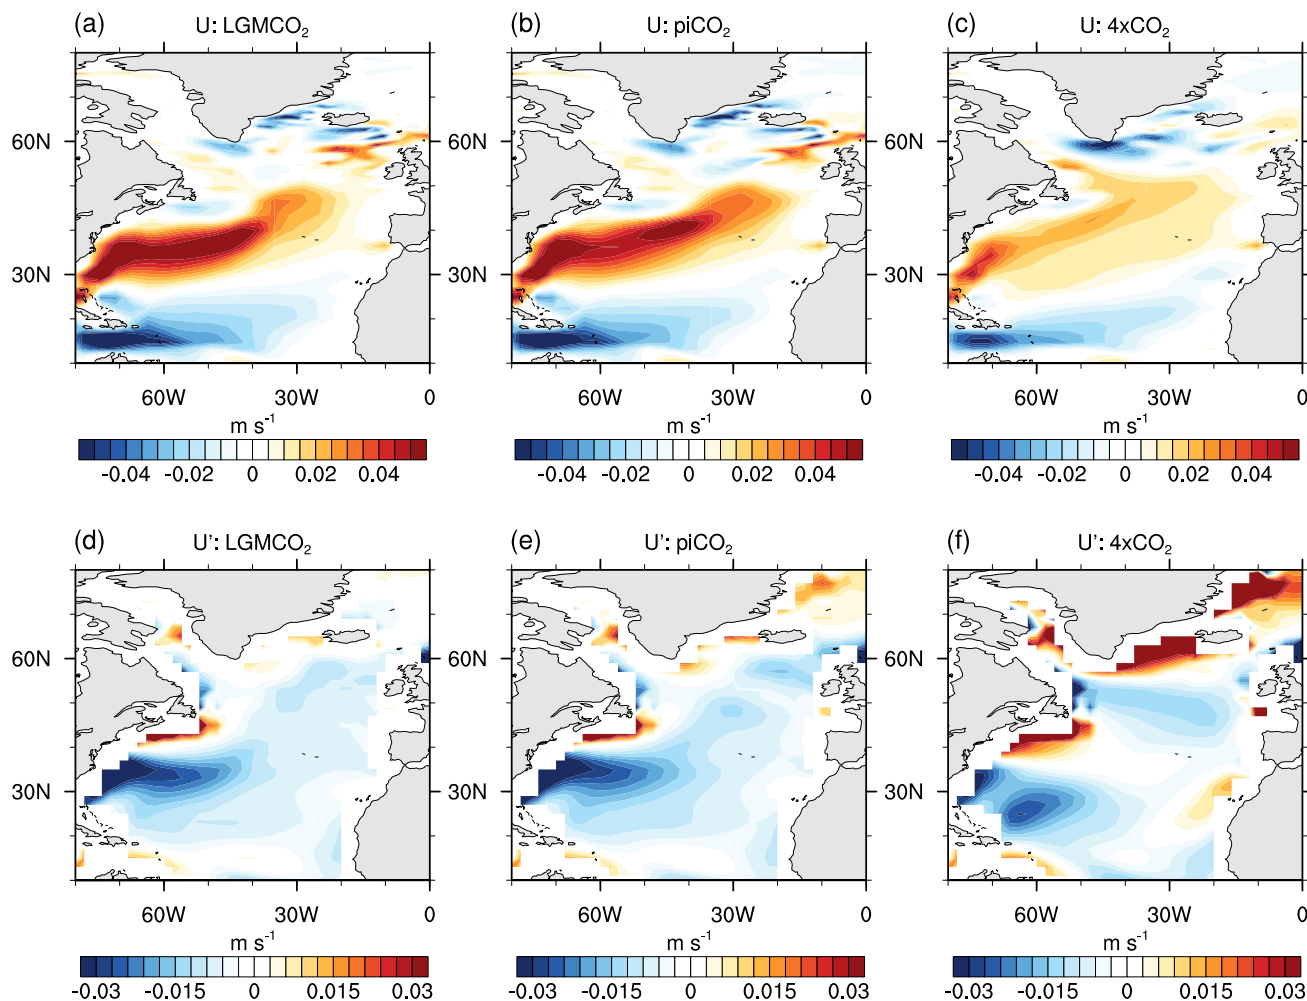 (a) U: LGMCO₂ (b) U: piCO₂ (c) U: 4xCO₂
60N 60N 60N
30N 30N 30N
60W 30W 0 60W 30W 0 60W 30W 0
m s⁻¹ m s⁻¹ m s⁻¹
-0.04 -0.02 0 0.02 0.04 -0.04 -0.02 0 0.02 0.04 -0.04 -0.02 0 0.02 0.04
(d) U': LGMCO₂ (e) U': piCO₂ (f) U': 4xCO₂
60N 60N 60N
30N 30N 30N
60W 30W 0 60W 30W 0 60W 30W 0
m s⁻¹ m s⁻¹ m s⁻¹
-0.03 -0.015 0 0.015 0.03 -0.03 -0.015 0 0.015 0.03 -0.03 -0.015 0 0.015 0.03